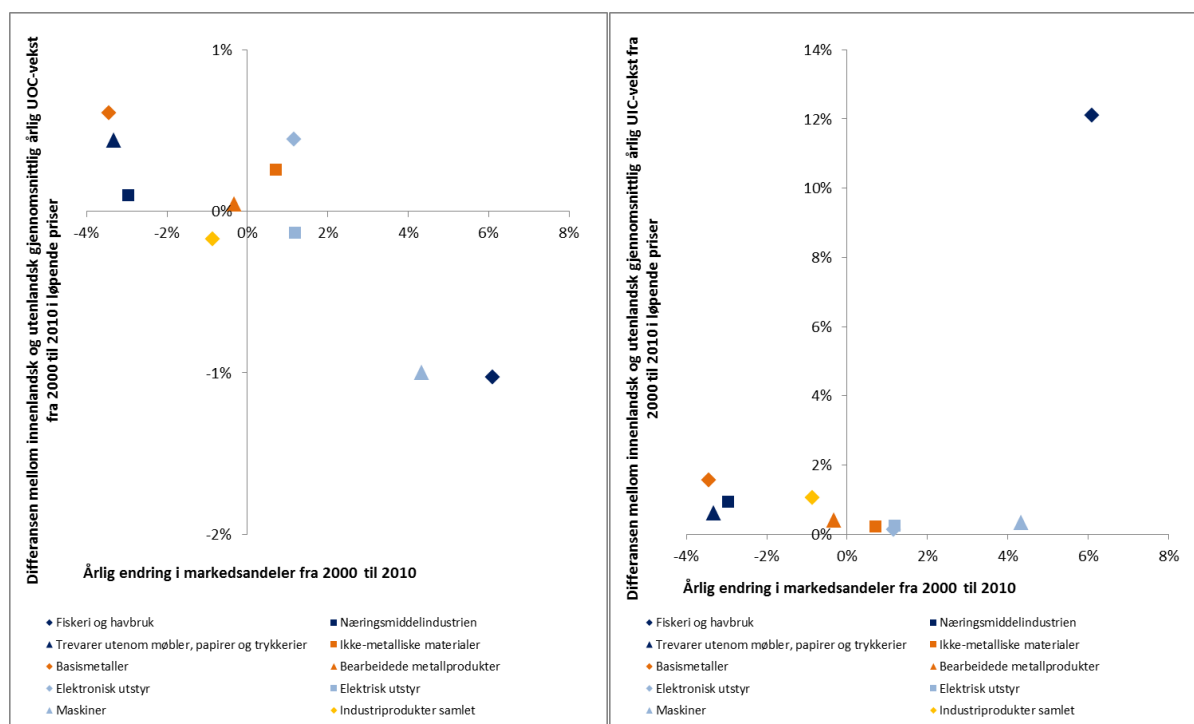 Differansen mellom innenlandsk og utenlandsk gjennomsnittlig årlig UOC-vekst
fra 2000 til 2010 i løpende priser
1%
0%
-4%
-2%
0%
2%
4%
6%
8%
-1%
-2%
Årlig endring i markedsandeler fra 2000 til 2010
Fiskeri og havbruk
Næringsmiddelindustrien
Trevarer utenom møbler, papirer og trykkerier
Ikke-metalliske materialer
Basismetaller
Bearbeidede metallprodukter
Elektronisk utstyr
Elektrisk utstyr
Maskiner
Industriprodukter samlet
Differansen mellom innenlandsk og utenlandsk gjennomsnittlig årlig UIC-vekst fra
2000 til 2010 i løpende priser
14%
12%
10%
8%
6%
4%
2%
0%
-4%
-2%
0%
2%
4%
6%
8%
Årlig endring i markedsandeler fra 2000 til 2010
Fiskeri og havbruk
Næringsmiddelindustrien
Trevarer utenom møbler, papirer og trykkerier
Ikke-metalliske materialer
Basismetaller
Bearbeidede metallprodukter
Elektronisk utstyr
Elektrisk utstyr
Maskiner
Industriprodukter samlet